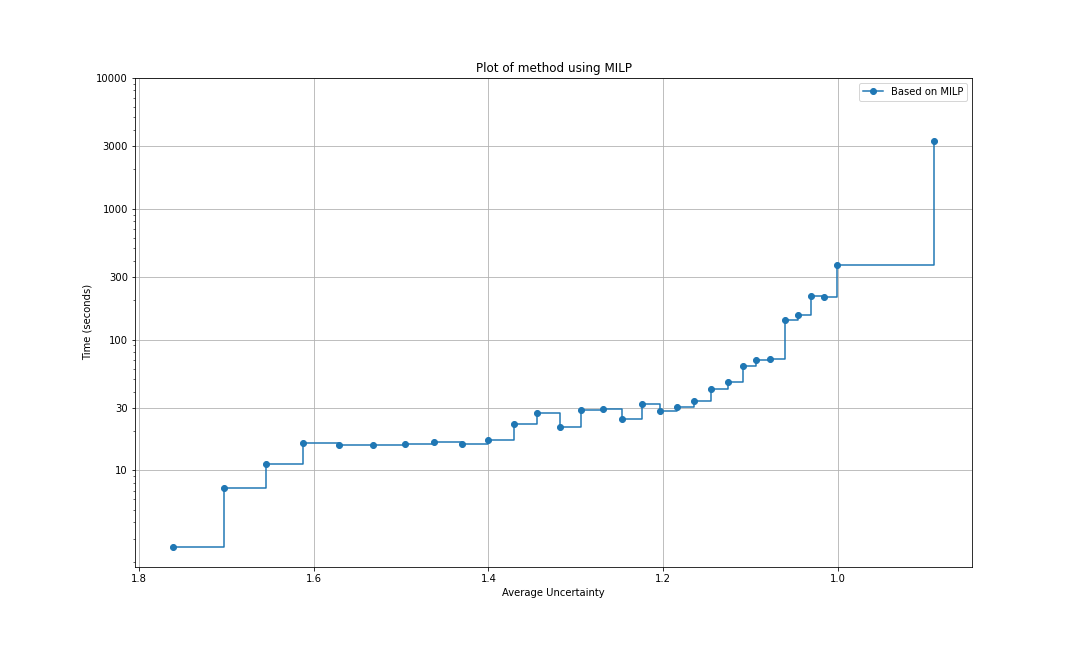 Plot of method using MILP
Based on MILP
10000
3000
1000
300
100
30
10
Time (seconds)
1.8 1.6 1.4 1.2 1.0
Average Uncertainty